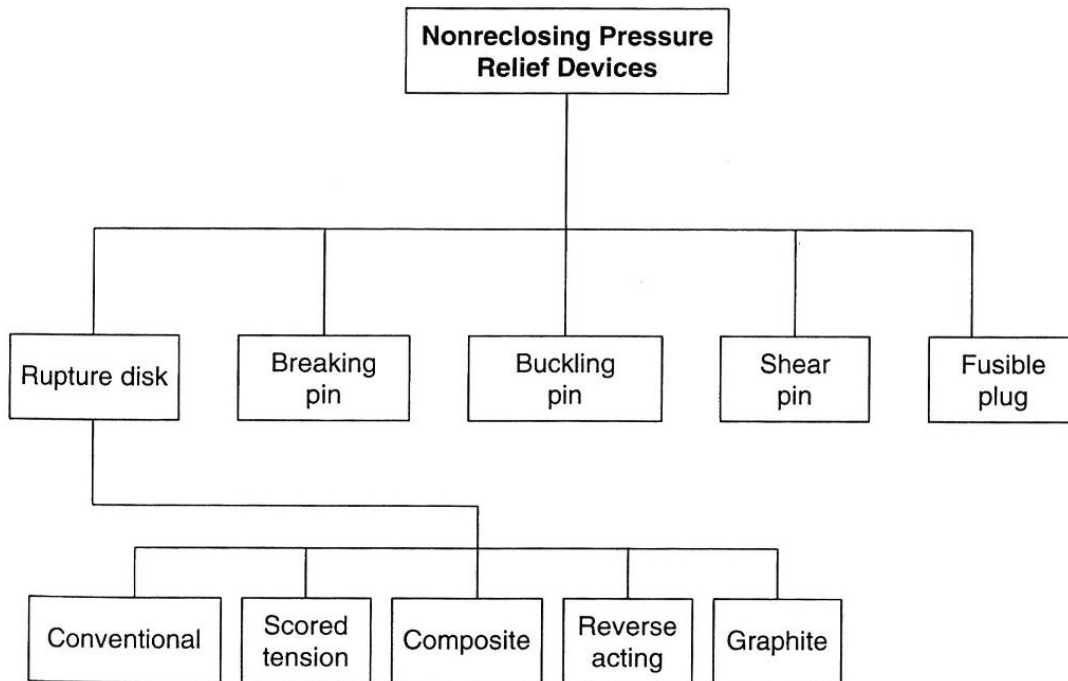 Nonreclosing Pressure
Relief Devices
Rupture disk
Breaking
pin
Buckling
pin
Shear
pin
Fusible
plug
Conventional
Scored
tension
Composite
Reverse
acting
Graphite